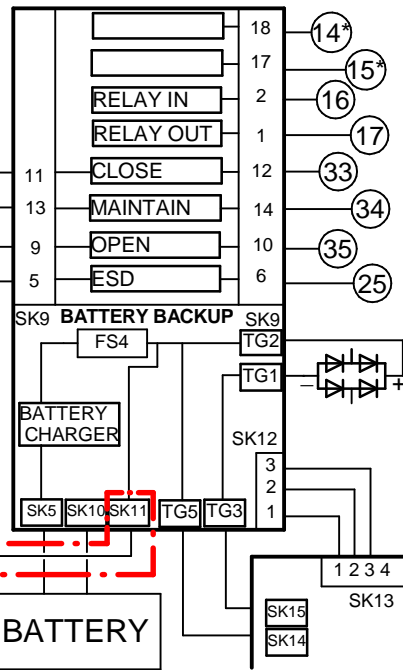 18 14*
17 15*
RELAY IN 2 16
RELAY OUT 1 17
11 CLOSE 12 33
13 MAINTAIN 14 34
9 OPEN 10 35
5 ESD 6 25
SK9 BATTERY BACKUP SK9
FS4 TG2
TG1
− +
BATTERY
CHARGER
SK12
3
2
1
SK5 SK10 SK11 TG5 TG3
1 2 3 4
SK13
SK15
SK14
BATTERY